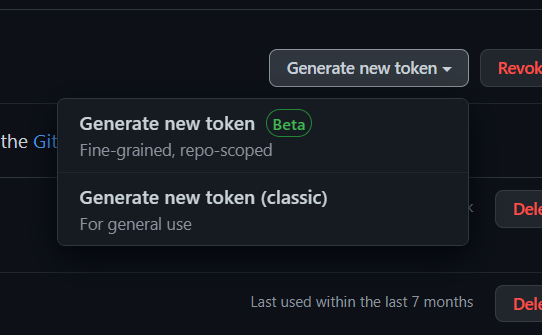 Generate new token
Revok
Generate new token Beta
Fine-grained, repo-scoped
the Git
Generate new token (classic)
For general use
Dele
Last used within the last 7 months
Dele